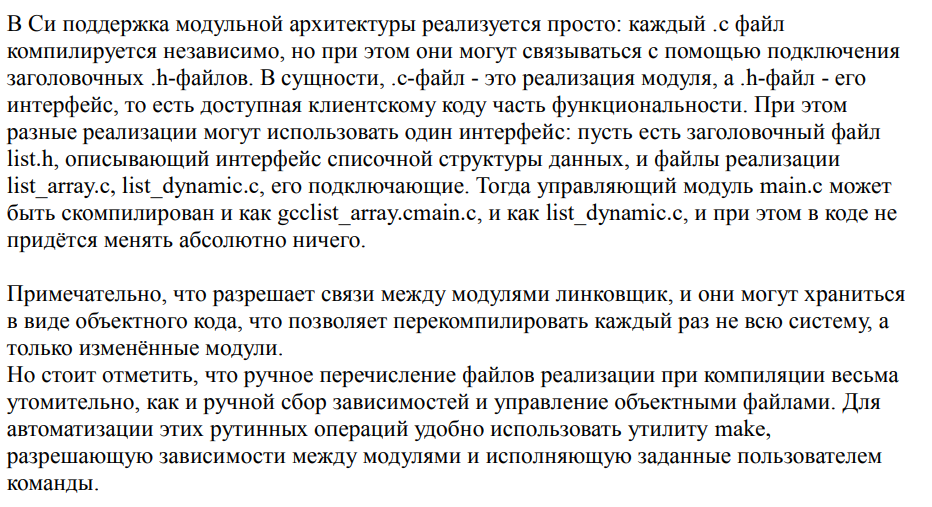 В Си поддержка модульной архитектуры реализуется просто: каждый .c файл
компилируется независимо, но при этом они могут связываться с помощью подключения
заголовочных .h-файлов. В сущности, .c-файл - это реализация модуля, а .h-файл - его
интерфейс, то есть доступная клиентскому коду часть функциональности. При этом
разные реализации могут использовать один интерфейс: пусть есть заголовочный файл
list.h, описывающий интерфейс списочной структуры данных, и файлы реализации
list_array.c, list_dynamic.c, его подключающие. Тогда управляющий модуль main.c может
быть скомпилирован и как gcclist_array.cmain.c, и как list_dynamic.c, и при этом в коде не
придётся менять абсолютно ничего.

Примечательно, что разрешает связи между модулями линковщик, и они могут храниться
в виде объектного кода, что позволяет перекомпилировать каждый раз не всю систему, а
только изменённые модули.
Но стоит отметить, что ручное перечисление файлов реализации при компиляции весьма
утомительно, как и ручной сбор зависимостей и управление объектными файлами. Для
автоматизации этих рутинных операций удобно использовать утилиту make,
разрешающую зависимости между модулями и исполняющую заданные пользователем
команды.